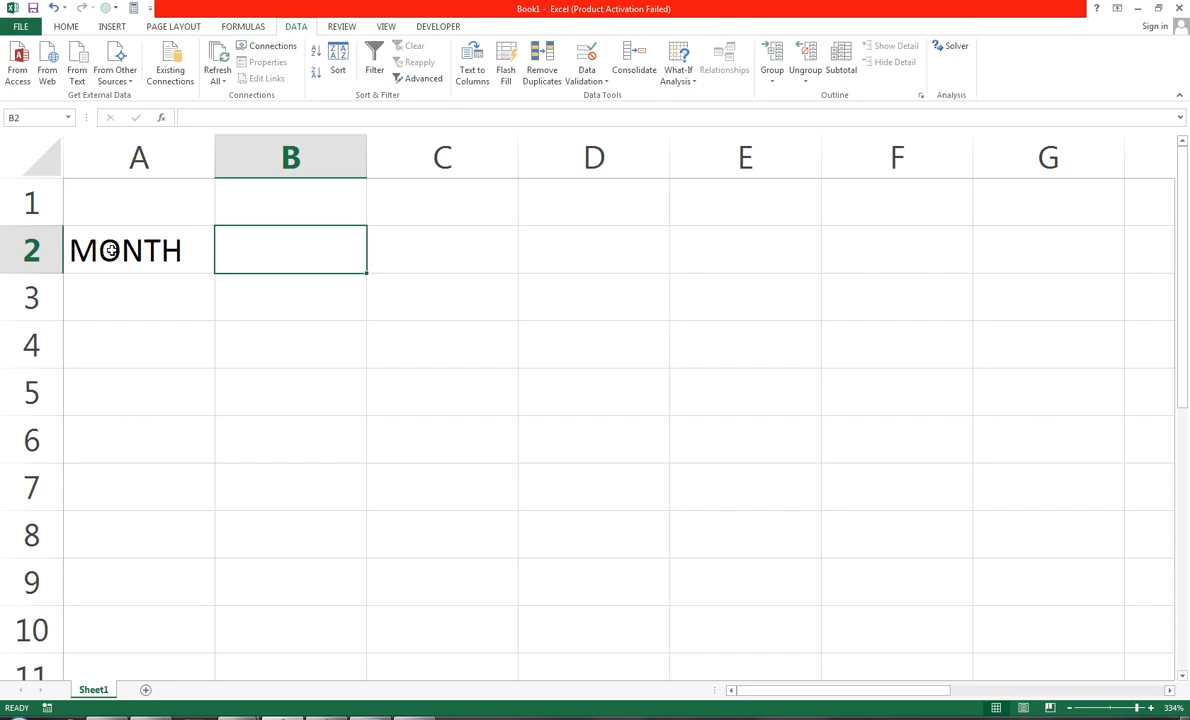 Book1 - Excel (Product Activation Failed)
Sign in
FILE HOME INSERT PAGE LAYOUT FORMULAS DATA REVIEW VIEW DEVELOPER
From Access
From Web
From Text
From Other Sources
Get External Data
Existing Connections
Refresh All
Connections
Properties
Edit Links
Connections
Sort
Filter
Clear
Reapply
Advanced
Sort & Filter
Text to Columns
Flash Fill
Remove Duplicates
Data Validation
Consolidate
What-If Analysis
Relationships
Data Tools
Group
Ungroup
Subtotal
Show Detail
Hide Detail
Outline
Solver
Analysis
B2
fx
A B C D E F G
1
2 MONTH
3
4
5
6
7
8
9
10
11
Sheet1
READY
334%